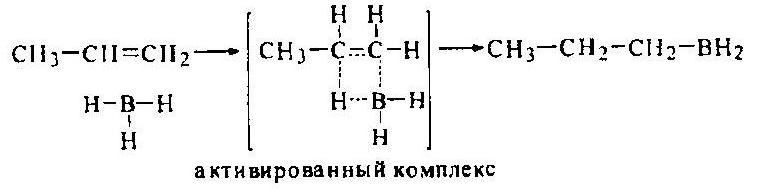 CH3—CH=CH2 ⟶ [CH3—C=C—H] ⟶ CH3—CH2—CH2—BH2
H H
H—B—H H···B—H
H H
активированный комплекс